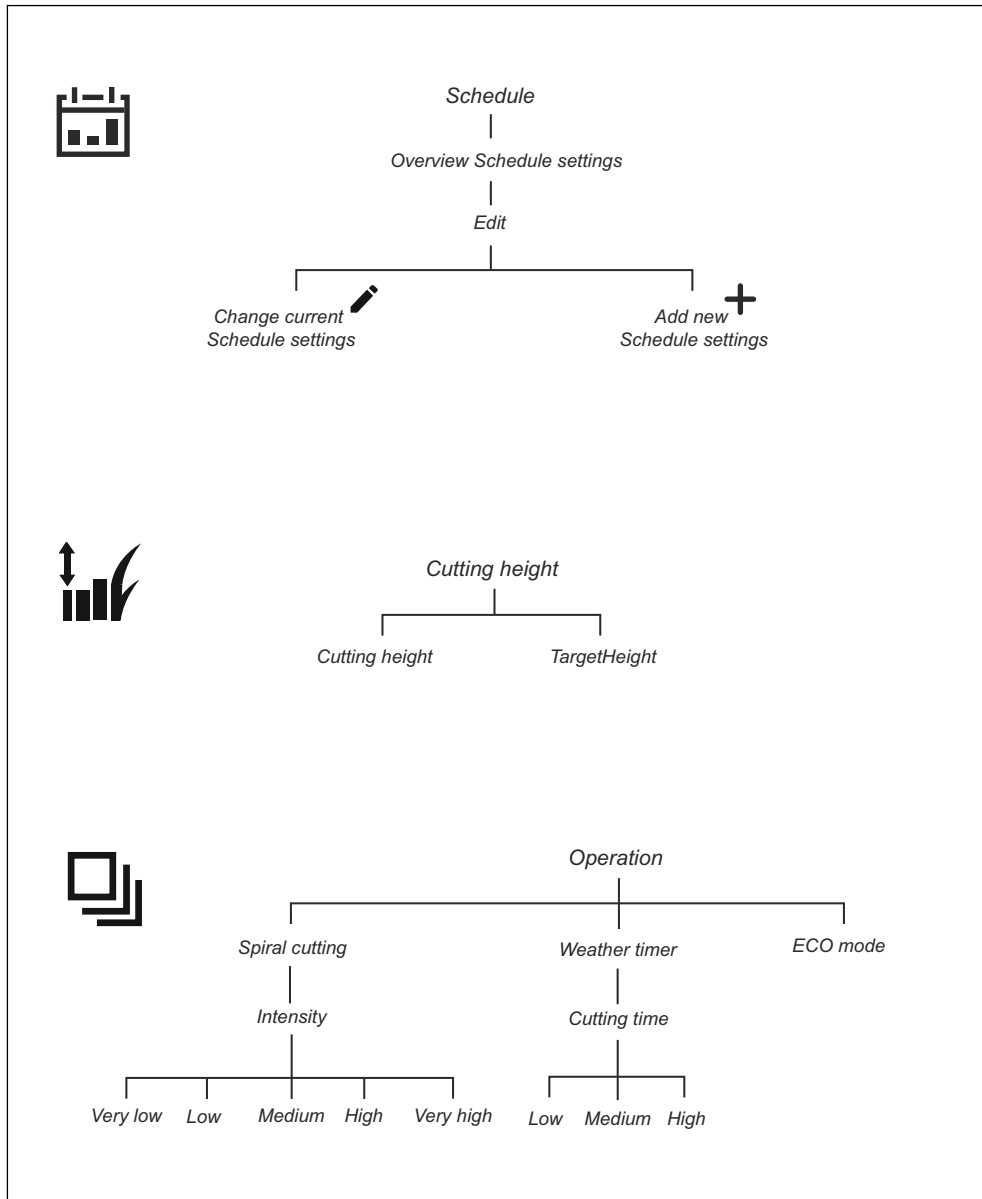 Schedule
Overview Schedule settings
Edit
Change current
Schedule settings
Add new
Schedule settings
Cutting height
Cutting height
TargetHeight
Operation
Spiral cutting
Weather timer
ECO mode
Intensity
Cutting time
Very low
Low
Medium
High
Very high
Low
Medium
High